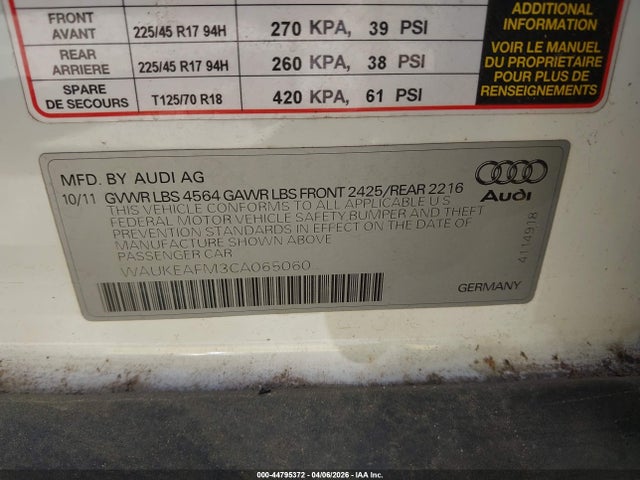 FRONT
AVANT 225/45 R17 94H 270 KPA, 39 PSI
REAR
ARRIERE 225/45 R17 94H 260 KPA, 38 PSI
SPARE
DE SECOURS T125/70 R18 420 KPA, 61 PSI
ADDITIONAL
INFORMATION
VOIR LE MANUEL
DU PROPRIÉTAIRE
POUR PLUS DE
RENSEIGNEMENTS
MFD. BY AUDI AG
10/11 GVWR LBS 4564 GAWR LBS FRONT 2425/REAR 2216
THIS VEHICLE CONFORMS TO ALL APPLICABLE U S
FEDERAL MOTOR VEHICLE SAFETY BUMPER AND THEFT
PREVENTION STANDARDS IN EFFECT ON THE DATE OF
MANUFACTURE SHOWN ABOVE
PASSENGER CAR
WAUKEAFM3CA065060
Audi
4114918
GERMANY
000-44795372 | 04/06/2026 | IAA Inc.